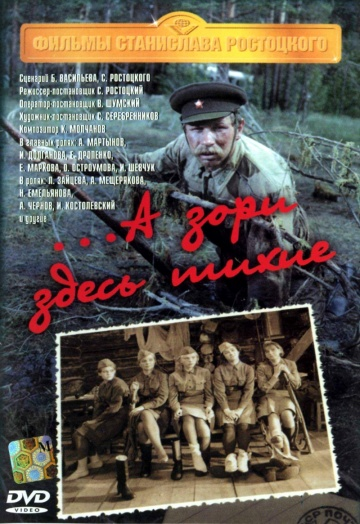 ФИЛЬМЫ СТАНИСЛАВА РОСТОЦКОГО
Сценарий Б. ВАСИЛЬЕВА, С. РОСТОЦКОГО
Режиссер-постановщик С. РОСТОЦКИЙ
Оператор-постановщик В. ШУМСКИЙ
Художник-постановщик С. СЕРЕБРЕННИКОВ
Композитор К. МОЛЧАНОВ
В главных ролях: А. МАРТЫНОВ,
И. ДОЛГАНОВА, Е. ДРАПЕКО,
Е. МАРКОВА, О. ОСТРОУМОВА, И. ШЕВЧУК
В ролях: Л. ЗАЙЦЕВА, А. МЕЩЕРЯКОВА,
Н. ЕМЕЛЬЯНОВА,
А. ЧЕРНОВ, И. КОСТОЛЕВСКИЙ
и другие
...А зори
здесь тихие
DVD
VIDEO